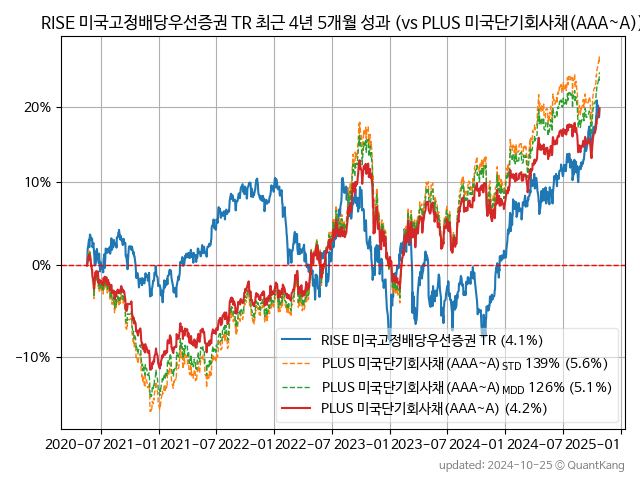 RISE 미국고정배당우선증권 TR 최근 4년 5개월 성과 (vs PLUS 미국단기회사채(AAA~A))
20%
10%
0%
−10%
RISE 미국고정배당우선증권 TR (4.1%)
PLUS 미국단기회사채(AAA~A) STD 139% (5.6%)
PLUS 미국단기회사채(AAA~A) MDD 126% (5.1%)
PLUS 미국단기회사채(AAA~A) (4.2%)
2020-07 2021-01 2021-07 2022-01 2022-07 2023-01 2023-07 2024-01 2024-07 2025-01
updated: 2024-10-25 © QuantKang